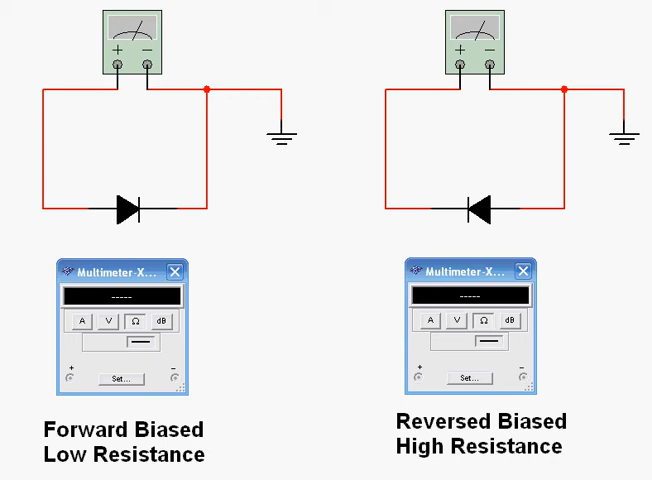 + −
+ −
Multimeter-X...
-----
A V Ω dB
+ −
Set...
Multimeter-X...
-----
A V Ω dB
+ −
Set...
Forward Biased
Low Resistance
Reversed Biased
High Resistance